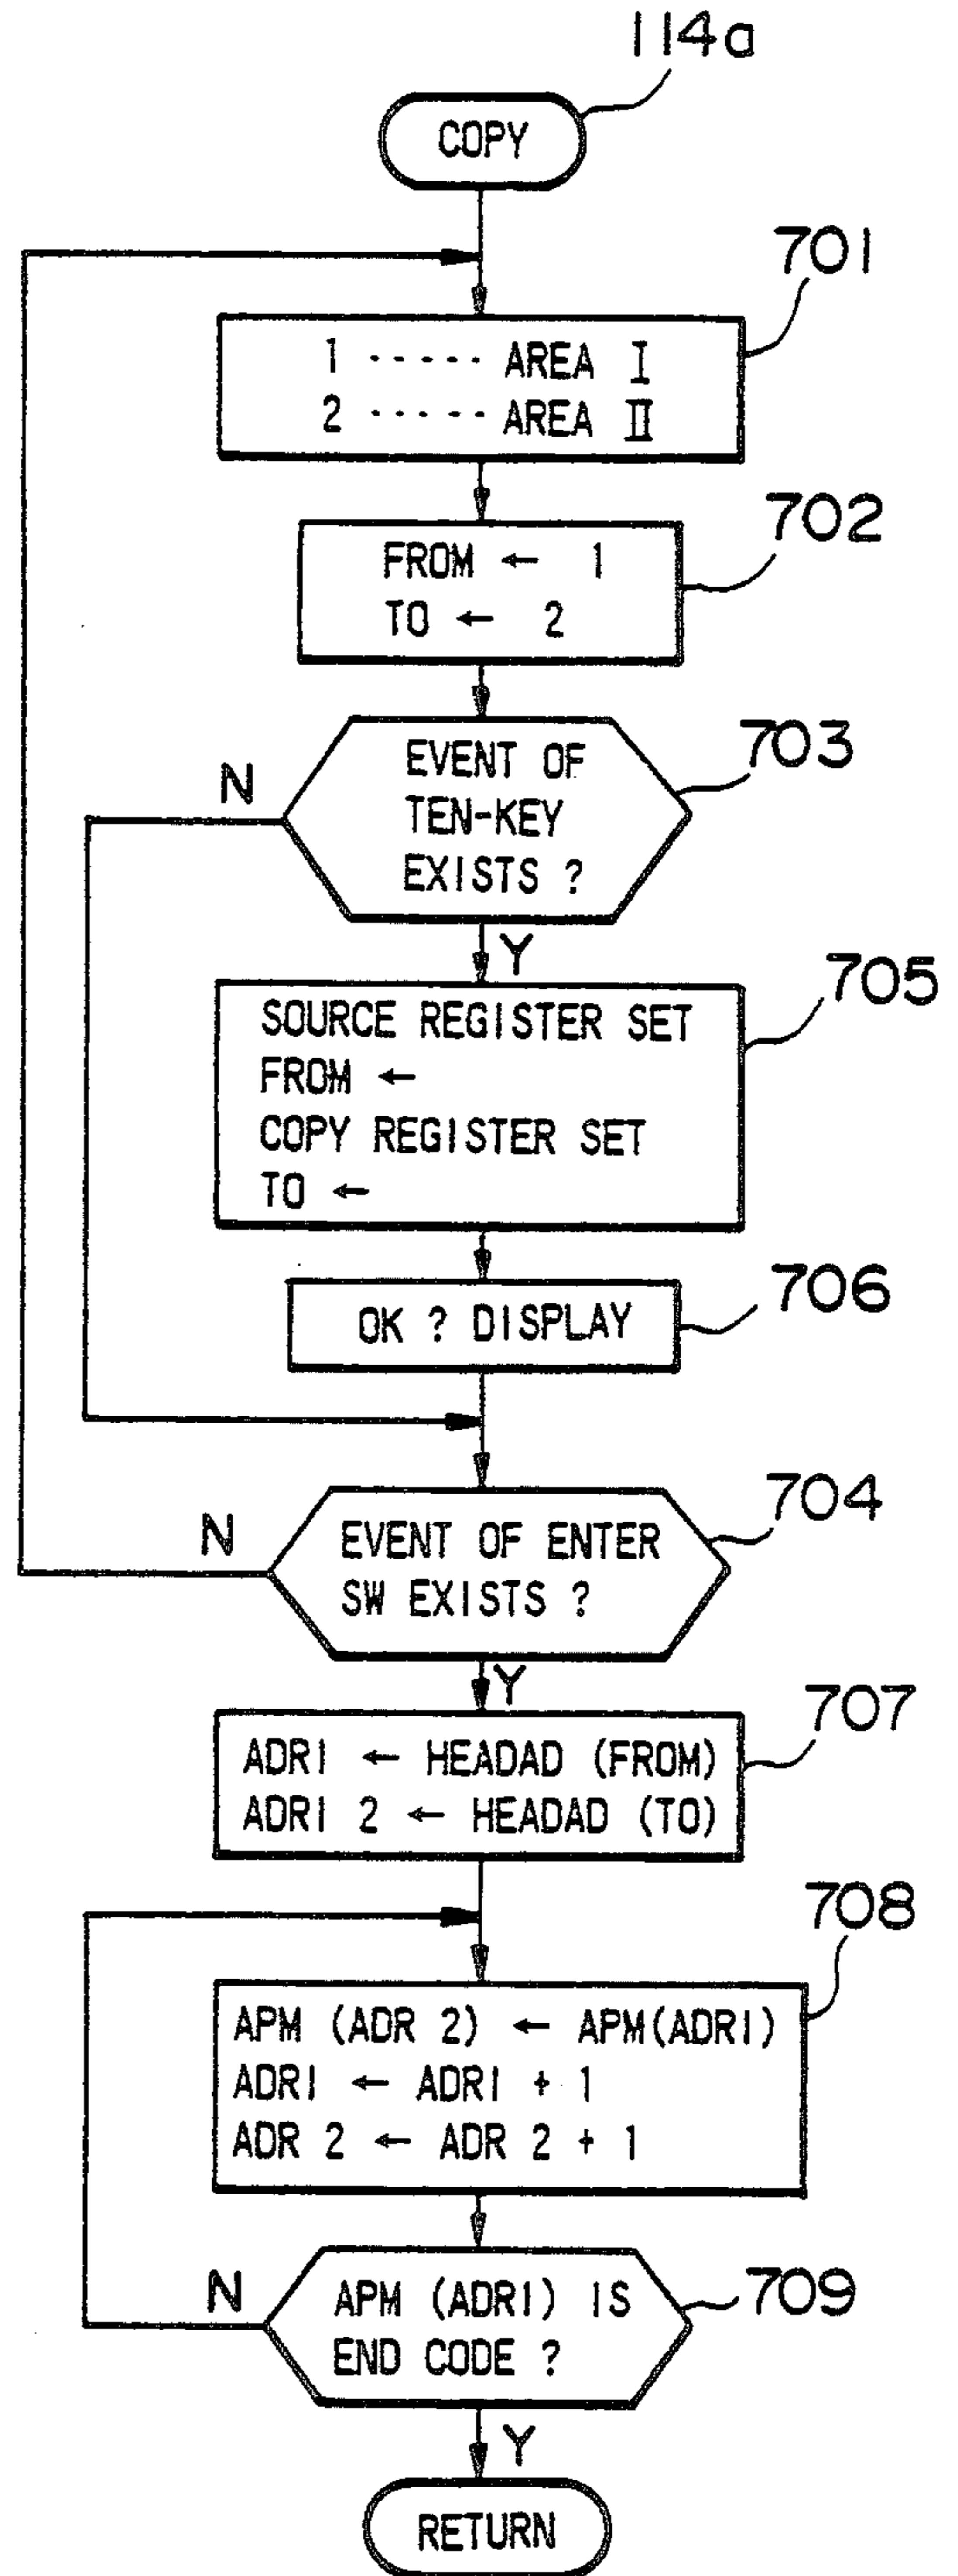 114a
COPY
701
1 ----- AREA I
2 ----- AREA II
702
FROM ← 1
TO ← 2
703
N
EVENT OF
TEN-KEY
EXISTS ?
Y
705
SOURCE REGISTER SET
FROM ←
COPY REGISTER SET
TO ←
706
OK ? DISPLAY
704
N
EVENT OF ENTER
SW EXISTS ?
Y
707
ADR1 ← HEADAD (FROM)
ADR1 2 ← HEADAD (TO)
708
APM (ADR 2) ← APM(ADR1)
ADR1 ← ADR1 + 1
ADR 2 ← ADR 2 + 1
709
N
APM (ADR1) IS
END CODE ?
Y
RETURN